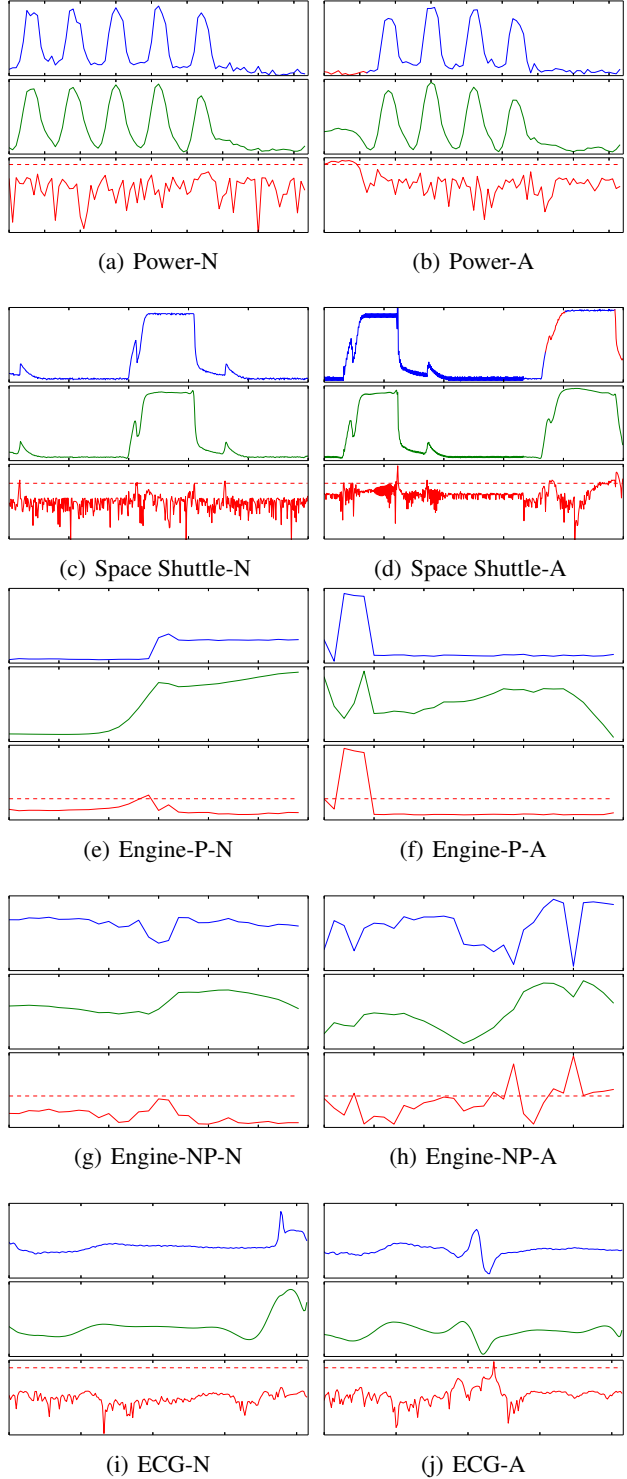 (a) Power-N
(b) Power-A
(c) Space Shuttle-N
(d) Space Shuttle-A
(e) Engine-P-N
(f) Engine-P-A
(g) Engine-NP-N
(h) Engine-NP-A
(i) ECG-N
(j) ECG-A